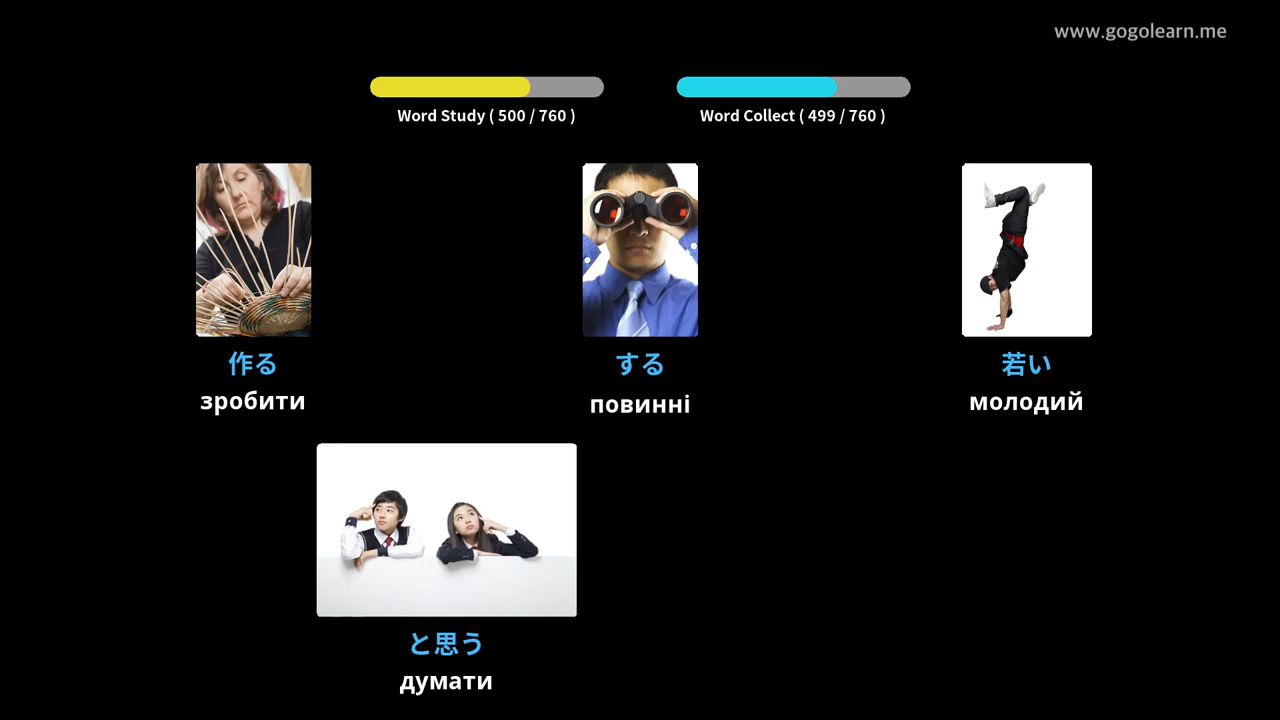 www.gogolearn.me
Word Study ( 500 / 760 )
Word Collect ( 499 / 760 )
作る
зробити
する
повинні
若い
молодий
と思う
думати